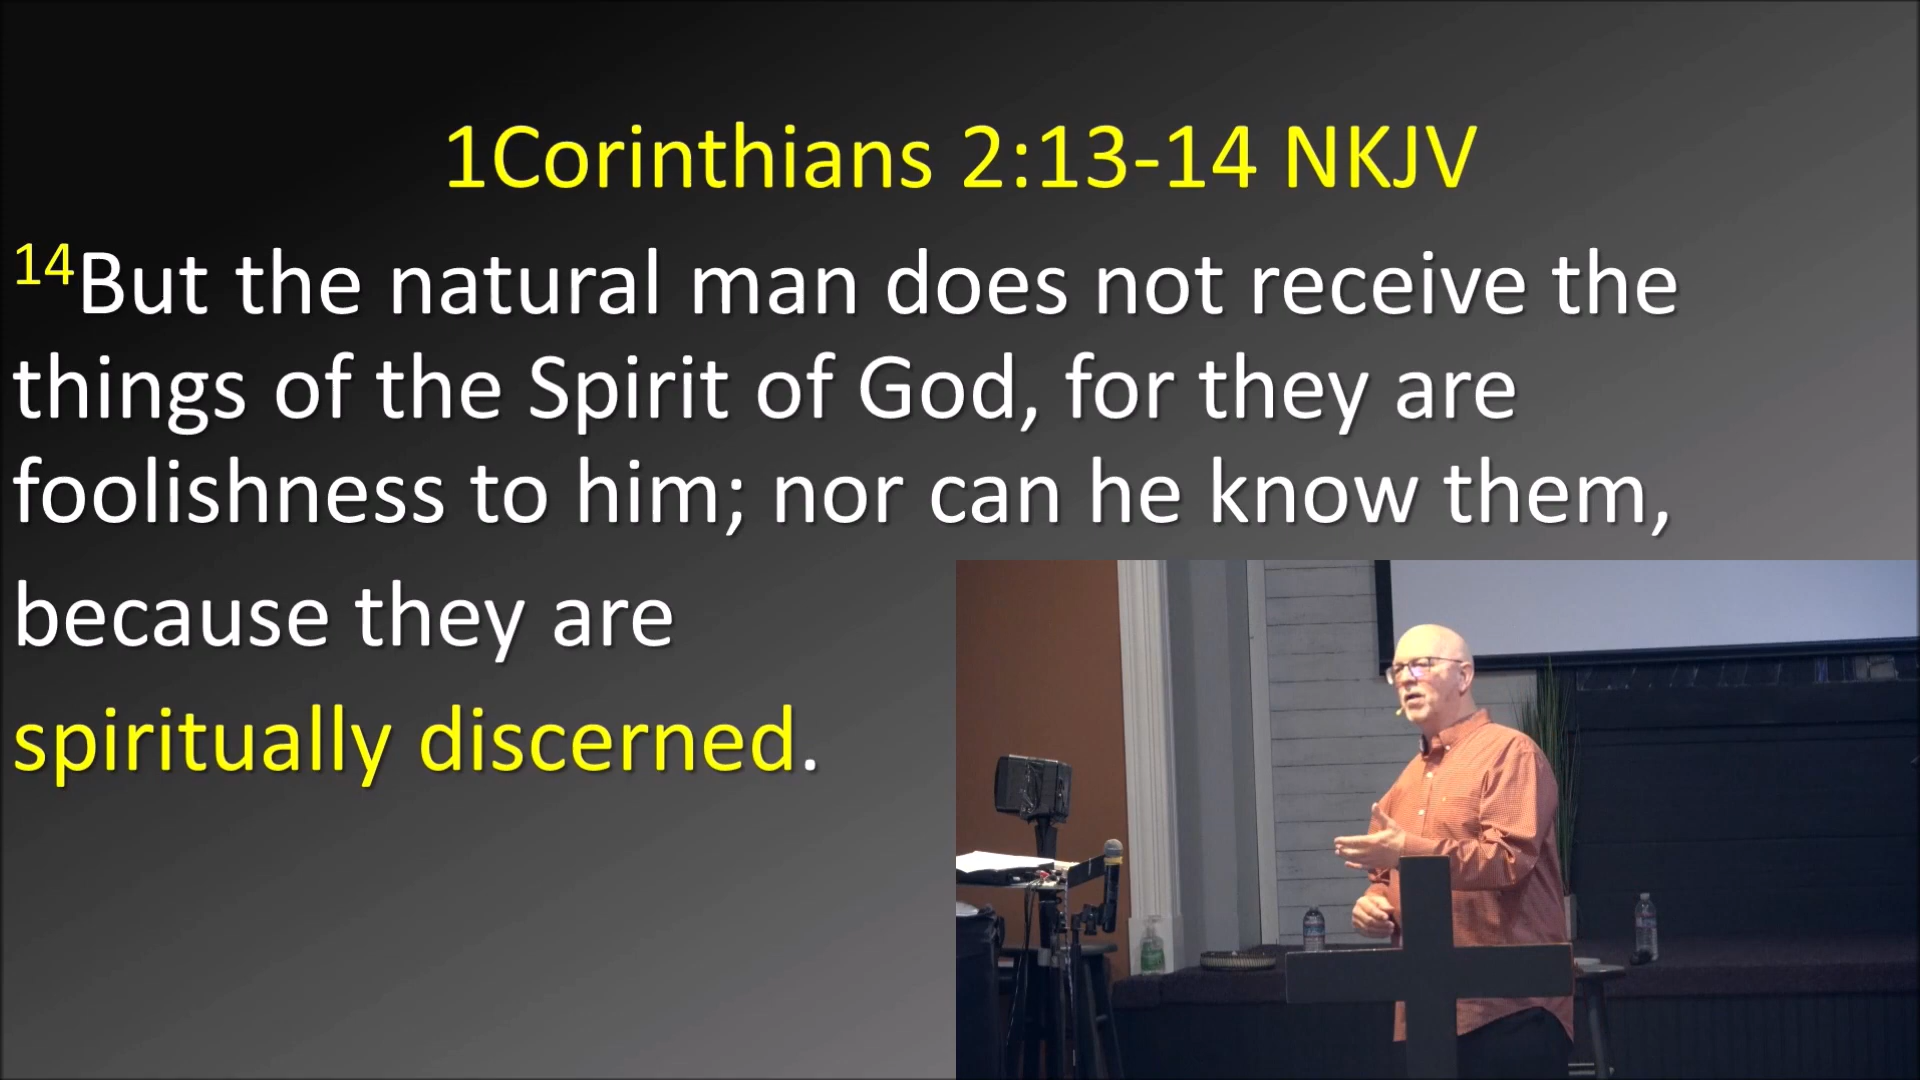 1Corinthians 2:13-14 NKJV
14But the natural man does not receive the
things of the Spirit of God, for they are
foolishness to him; nor can he know them,
because they are
spiritually discerned.